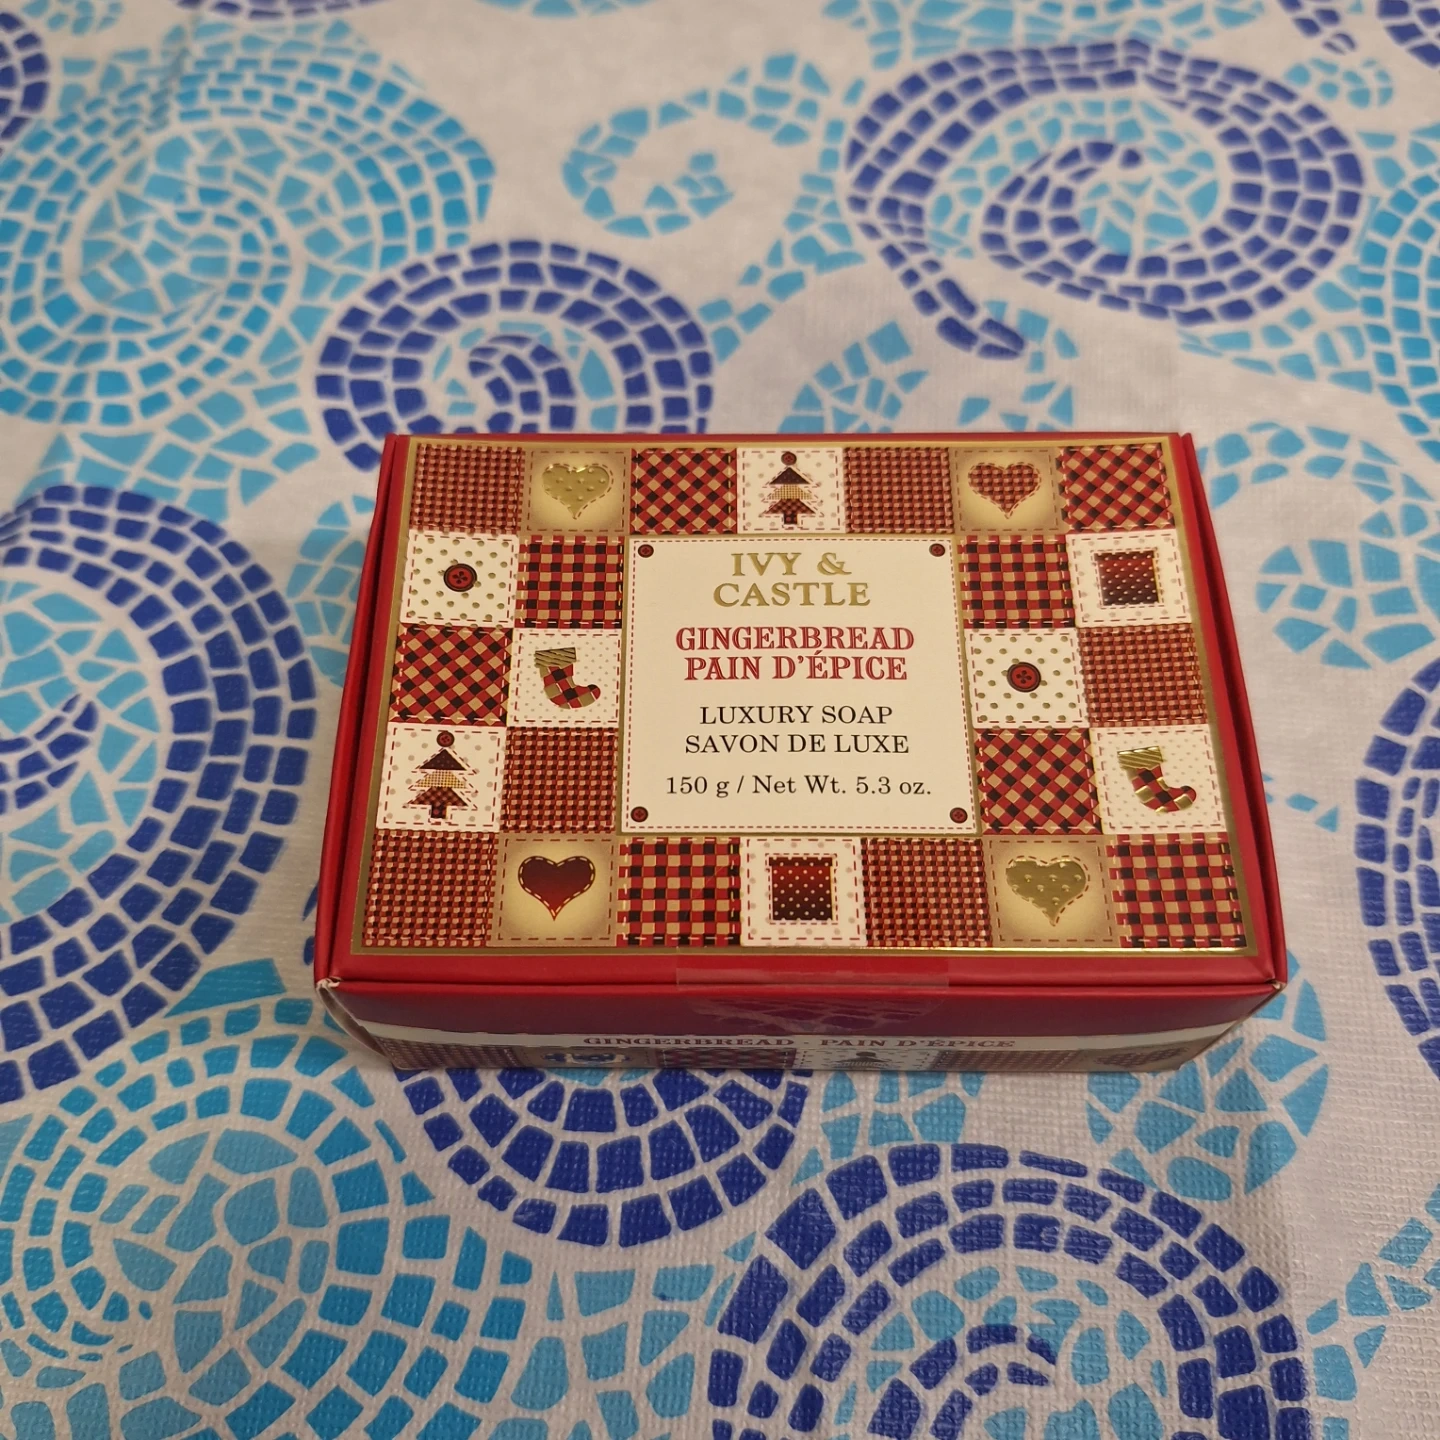 IVY &
CASTLE
GINGERBREAD
PAIN D'ÉPICE
LUXURY SOAP
SAVON DE LUXE
150 g / Net Wt. 5.3 oz.
GINGERBREAD · PAIN D'ÉPICE